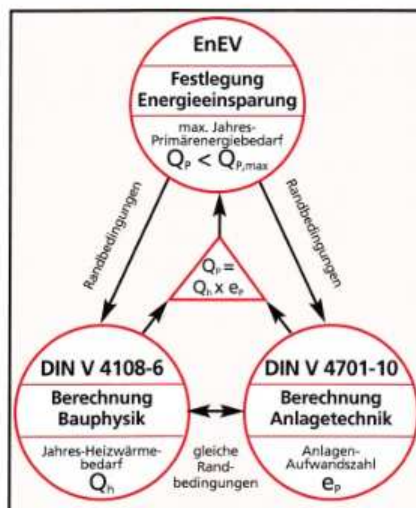 EnEV
Festlegung
Energieeinsparung
max. Jahres-
Primärenergiebedarf
Qₚ < Qₚ,ₘₐₓ
Randbedingungen
Randbedingungen
Qₚ =
Qₕ x eₚ
DIN V 4108-6
Berechnung
Bauphysik
Jahres-Heizwärme-
bedarf
Qₕ
gleiche
Rand-
bedingungen
DIN V 4701-10
Berechnung
Anlagetechnik
Anlagen-
Aufwandszahl
eₚ